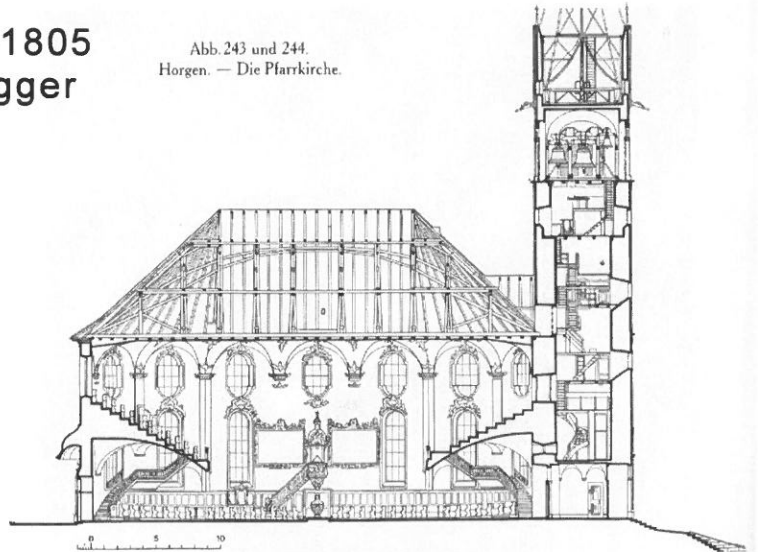 1805
gger
Abb. 243 und 244.
Horgen. — Die Pfarrkirche.
0 5 10